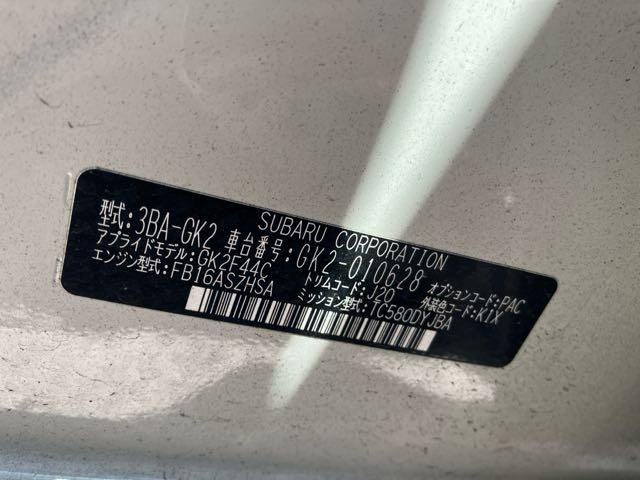 SUBARU CORPORATION
型式:3BA-GK2 車台番号:GK2-010628 オプションコード:PAC
アプライドモデル:GK2F44C トリムコード:J20 外装色コード:K1X
エンジン型式:FB16ASZHSA ミッション型式:TC580DYJBA